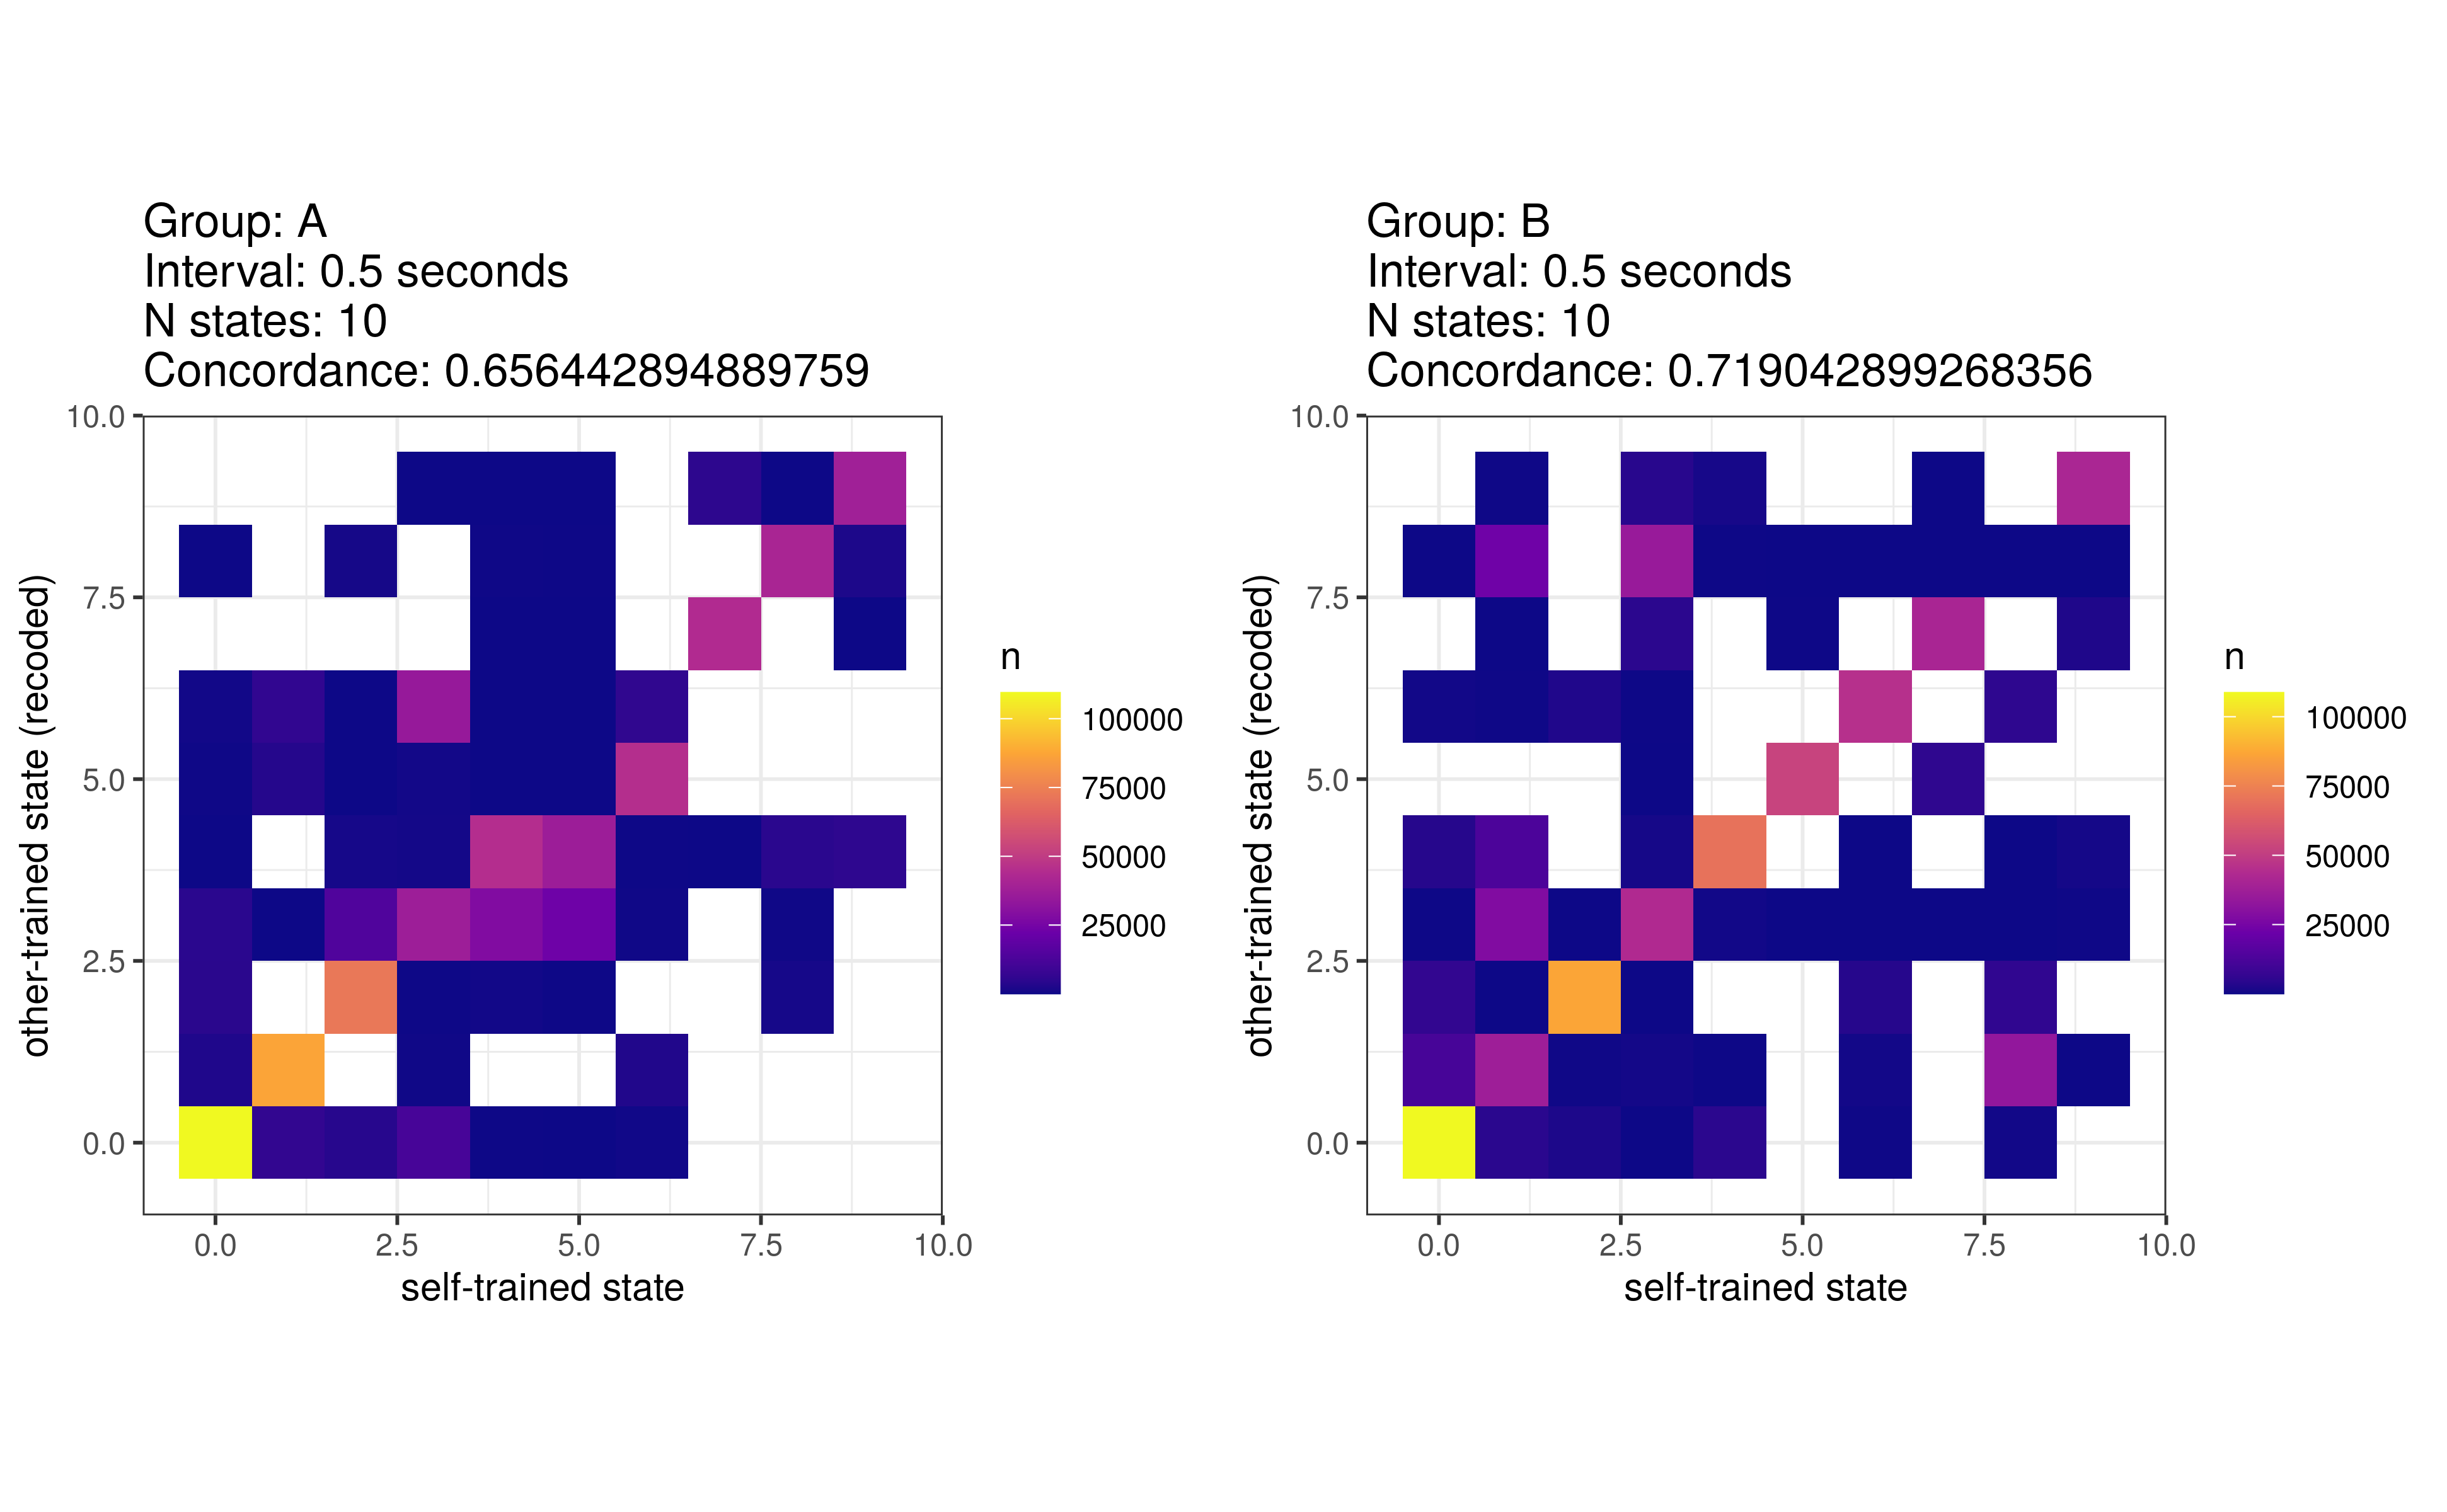 Group: A
Interval: 0.5 seconds
N states: 10
Concordance: 0.656442894889759
10.0
7.5
5.0
2.5
0.0
other-trained state (recoded)
0.0 2.5 5.0 7.5 10.0
self-trained state
n
100000
75000
50000
25000
Group: B
Interval: 0.5 seconds
N states: 10
Concordance: 0.719042899268356
10.0
7.5
5.0
2.5
0.0
other-trained state (recoded)
0.0 2.5 5.0 7.5 10.0
self-trained state
n
100000
75000
50000
25000